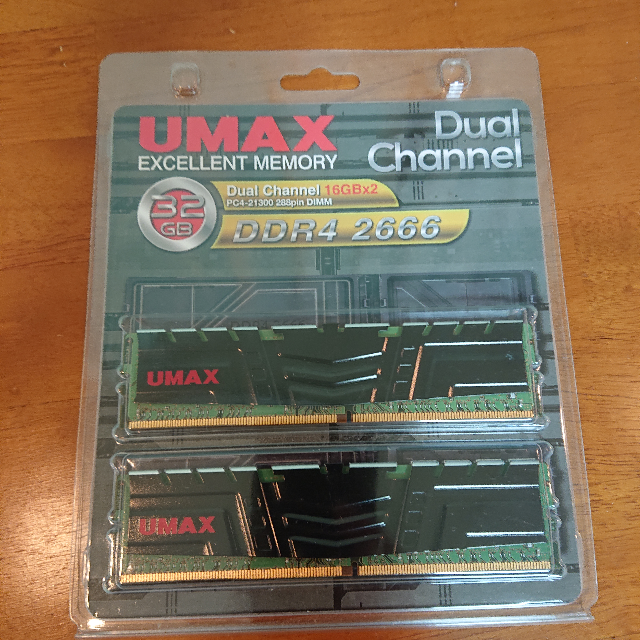 UMAX
EXCELLENT MEMORY
Dual
Channel
32
GB
Dual Channel 16GBx2
PC4-21300 288pin DIMM
DDR4 2666
UMAX
UMAX